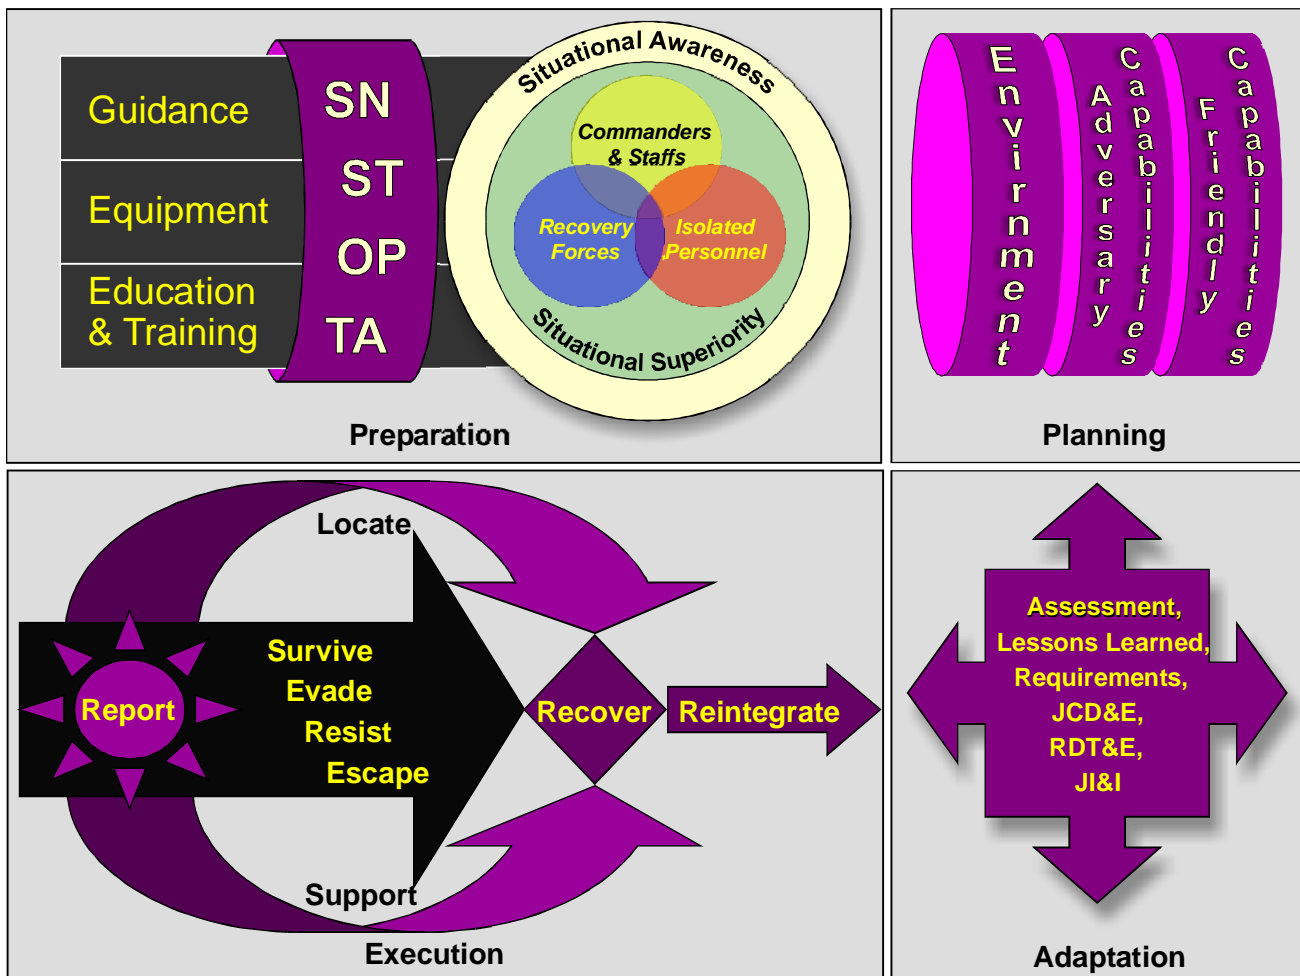 Guidance
Equipment
Education
& Training
SN
ST
OP
TA
Situational Awareness
Commanders
& Staffs
Recovery
Forces
Isolated
Personnel
Situational Superiority
Preparation
Envirnment
Adversary
Capabilities
Friendly
Capabilities
Planning
Locate
Report
Survive
Evade
Resist
Escape
Recover
Reintegrate
Support
Execution
Assessment,
Lessons Learned,
Requirements,
JCD&E,
RDT&E,
JI&I
Adaptation